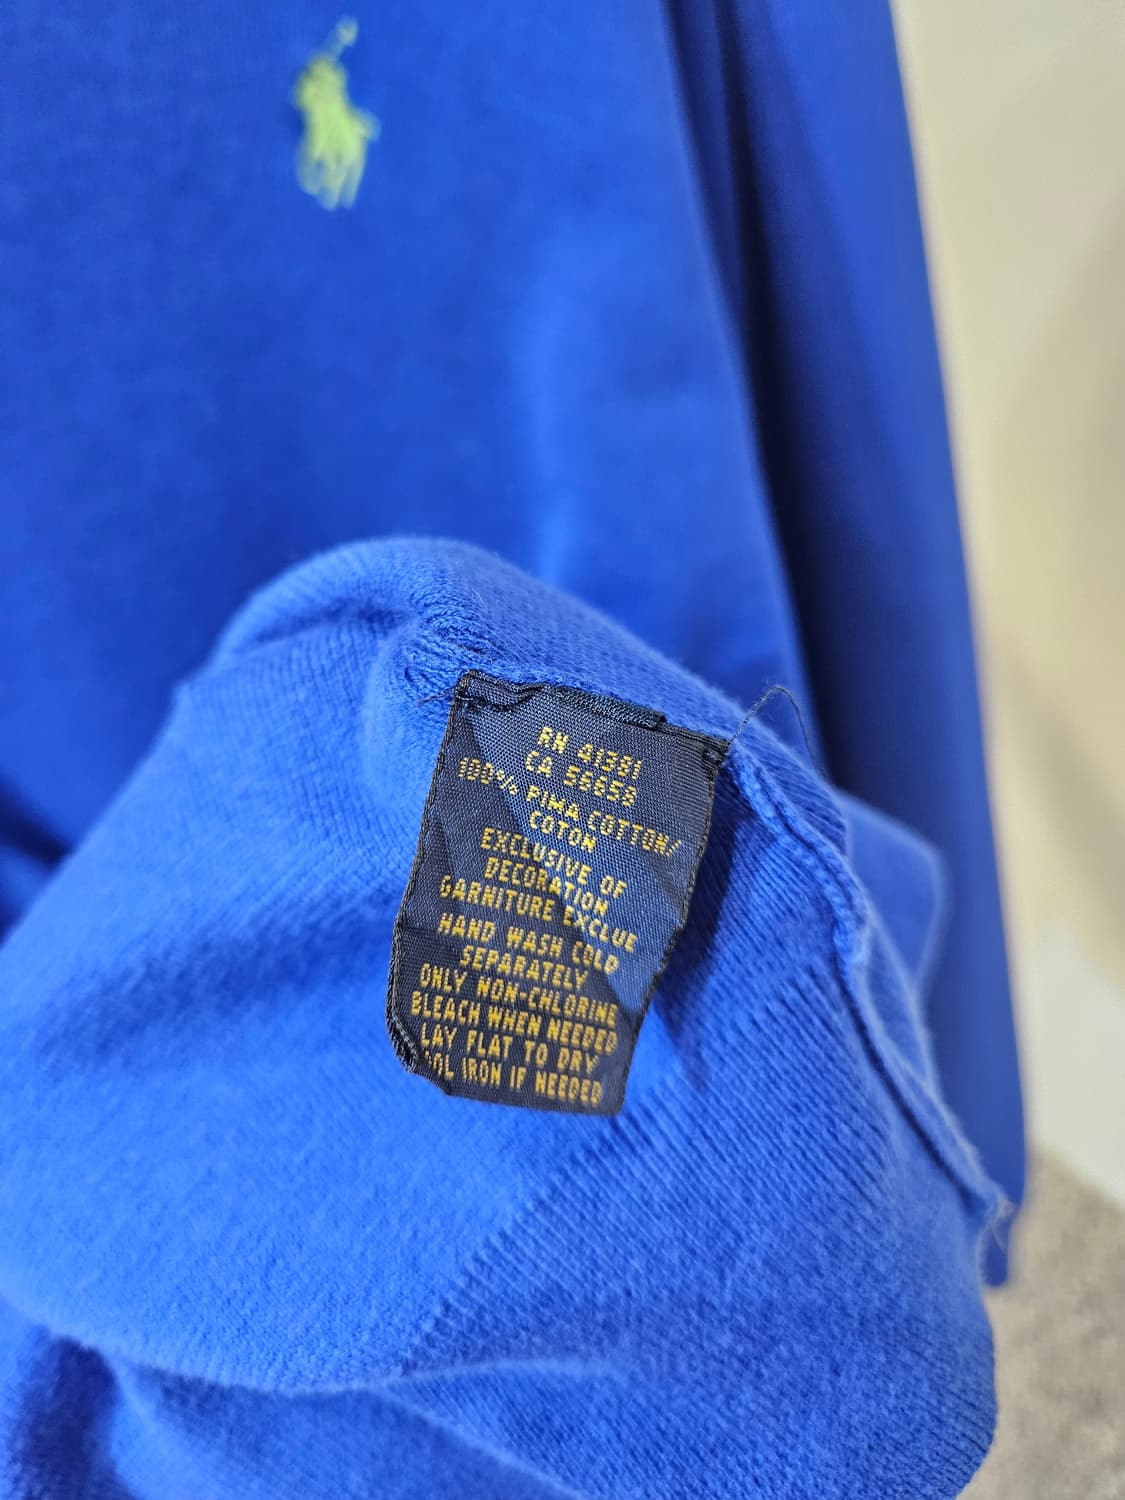 RN 41381
CA 56658
100% PIMA COTTON/
COTON
EXCLUSIVE OF
DECORATION
GARNITURE EXCLUE
HAND WASH COLD
SEPARATELY
ONLY NON-CHLORINE
BLEACH WHEN NEEDED
LAY FLAT TO DRY
IRON IF NEEDED